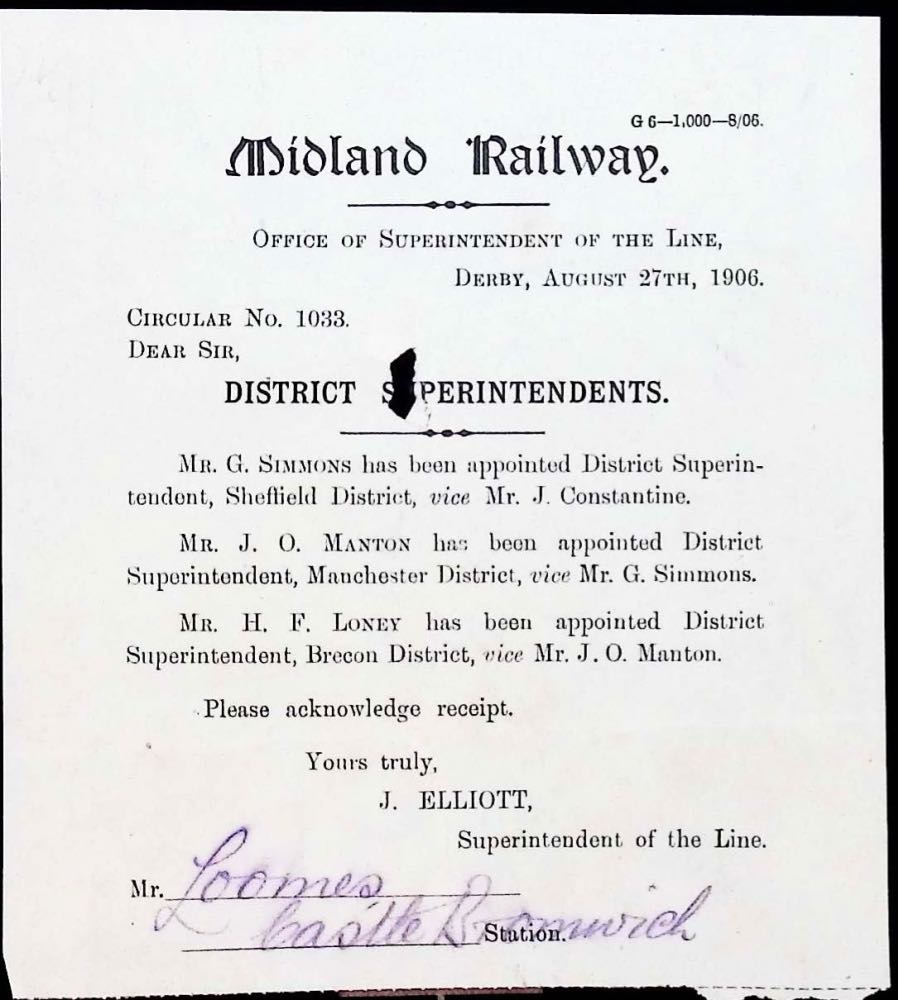 G 6—1,000—8/06.
Midland Railway.
OFFICE OF SUPERINTENDENT OF THE LINE,
DERBY, AUGUST 27TH, 1906.
CIRCULAR No. 1033.
DEAR SIR,
DISTRICT SUPERINTENDENTS.
MR. G. SIMMONS has been appointed District Superin-
tendent, Sheffield District, vice Mr. J. Constantine.
MR. J. O. MANTON has been appointed District
Superintendent, Manchester District, vice Mr. G. Simmons.
MR. H. F. LONEY has been appointed District
Superintendent, Brecon District, vice Mr. J. O. Manton.
Please acknowledge receipt.
Yours truly,
J. ELLIOTT,
Superintendent of the Line.
Mr. Loomes
Castle Bromwich Station.